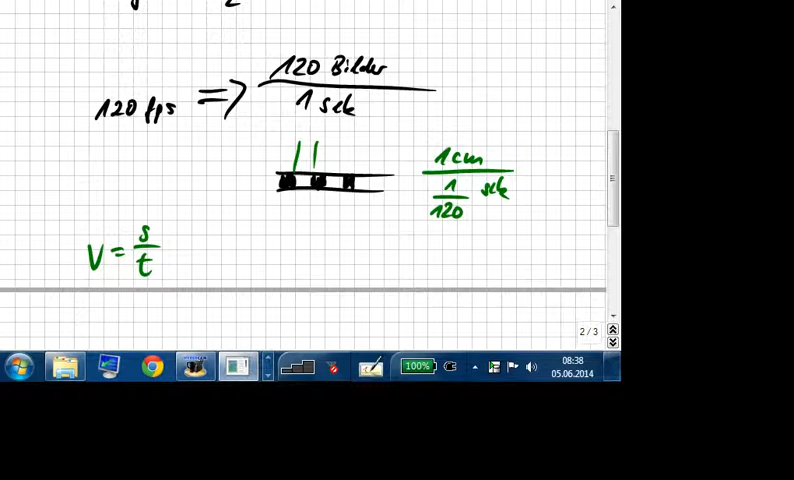 120 Bilder
120 fps => 1 sek
1 cm
1
120 sek
V = s
t
2/3
100%
08:38
05.06.2014